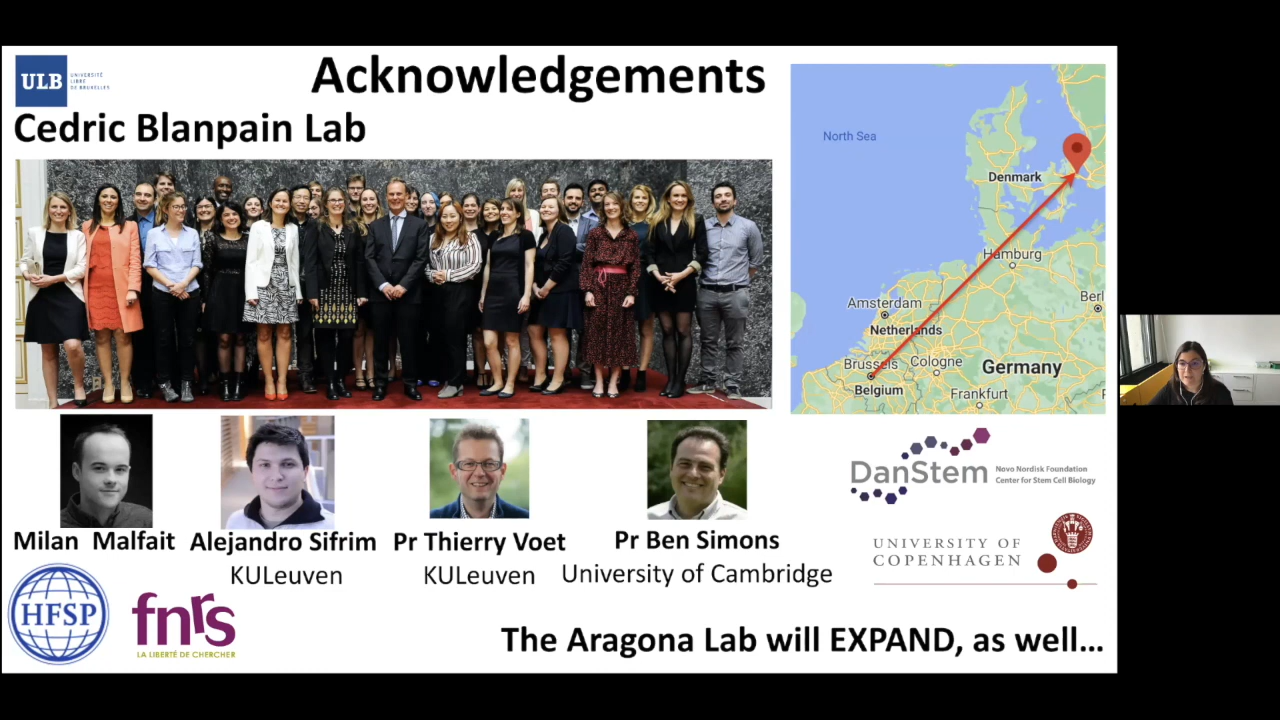 ULB
UNIVERSITÉ
LIBRE
DE BRUXELLES
Acknowledgements
Cedric Blanpain Lab
North Sea
Denmark
Hamburg
Amsterdam
Berl
Netherlands
Brussels
Cologne
Germany
Belgium
Frankfurt
DanStem
Novo Nordisk Foundation
Center for Stem Cell Biology
Milan Malfait
Alejandro Sifrim
KULeuven
Pr Thierry Voet
KULeuven
Pr Ben Simons
University of Cambridge
UNIVERSITY OF
COPENHAGEN
HFSP
fnrs
LA LIBERTÉ DE CHERCHER
The Aragona Lab will EXPAND, as well…